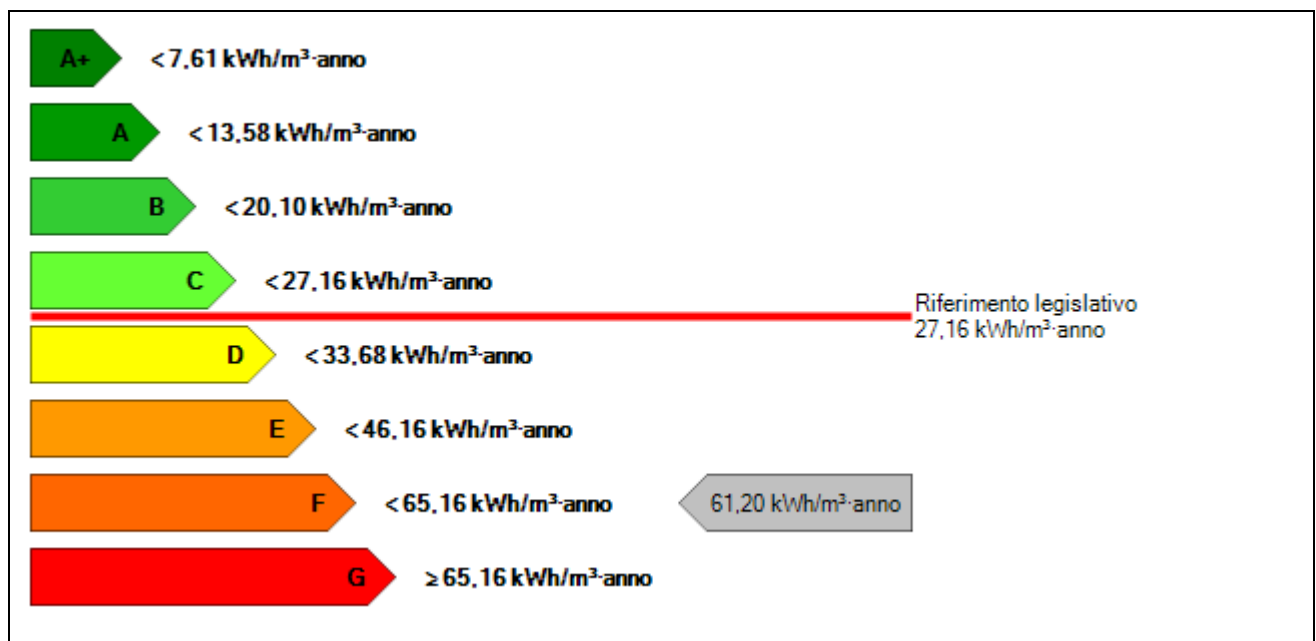 A+ <7,61 kWh/m³·anno
A <13,58 kWh/m³·anno
B <20,10 kWh/m³·anno
C <27,16 kWh/m³·anno
Riferimento legislativo
27,16 kWh/m³·anno
D <33,68 kWh/m³·anno
E <46,16 kWh/m³·anno
F <65,16 kWh/m³·anno 61,20 kWh/m³·anno
G ≥65,16 kWh/m³·anno